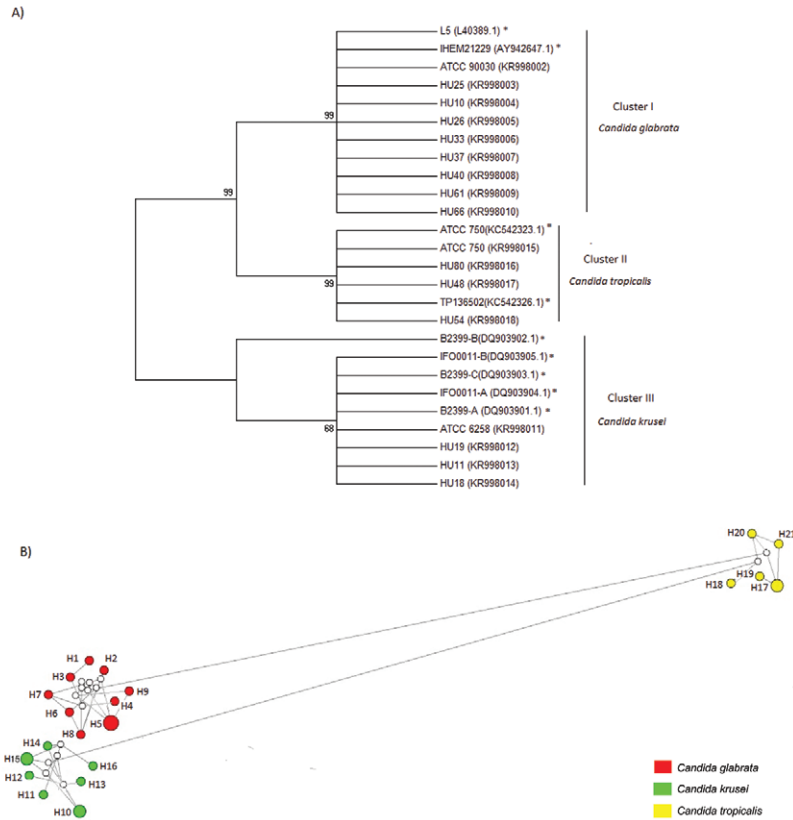 A)
L5 (L40389.1) *
IHEM21229 (AY942647.1) *
ATCC 90030 (KR998002)
HU25 (KR998003)
HU10 (KR998004)
99
Cluster I
HU26 (KR998005)
Candida glabrata
HU33 (KR998006)
HU37 (KR998007)
HU40 (KR998008)
99
HU61 (KR998009)
HU66 (KR998010)
ATCC 750(KC542323.1) *
ATCC 750 (KR998015)
Cluster II
HU80 (KR998016)
99
HU48 (KR998017)
Candida tropicalis
TP136502(KC542326.1) *
HU54 (KR998018)
B2399-B(DQ903902.1) *
IFO0011-B(DQ903905.1) *
B2399-C(DQ903903.1) *
IFO0011-A (DQ903904.1) *
Cluster III
B2399-A (DQ903901.1) *
Candida krusei
68
ATCC 6258 (KR998011)
HU19 (KR998012)
HU11 (KR998013)
HU18 (KR998014)
B)
H20
H21
H19
H18
H17
H1
H2
H3
H7
H9
H4
H6
H5
H8
H14
H15
H16
H12
H13
H11
H10
Candida glabrata
Candida krusei
Candida tropicalis